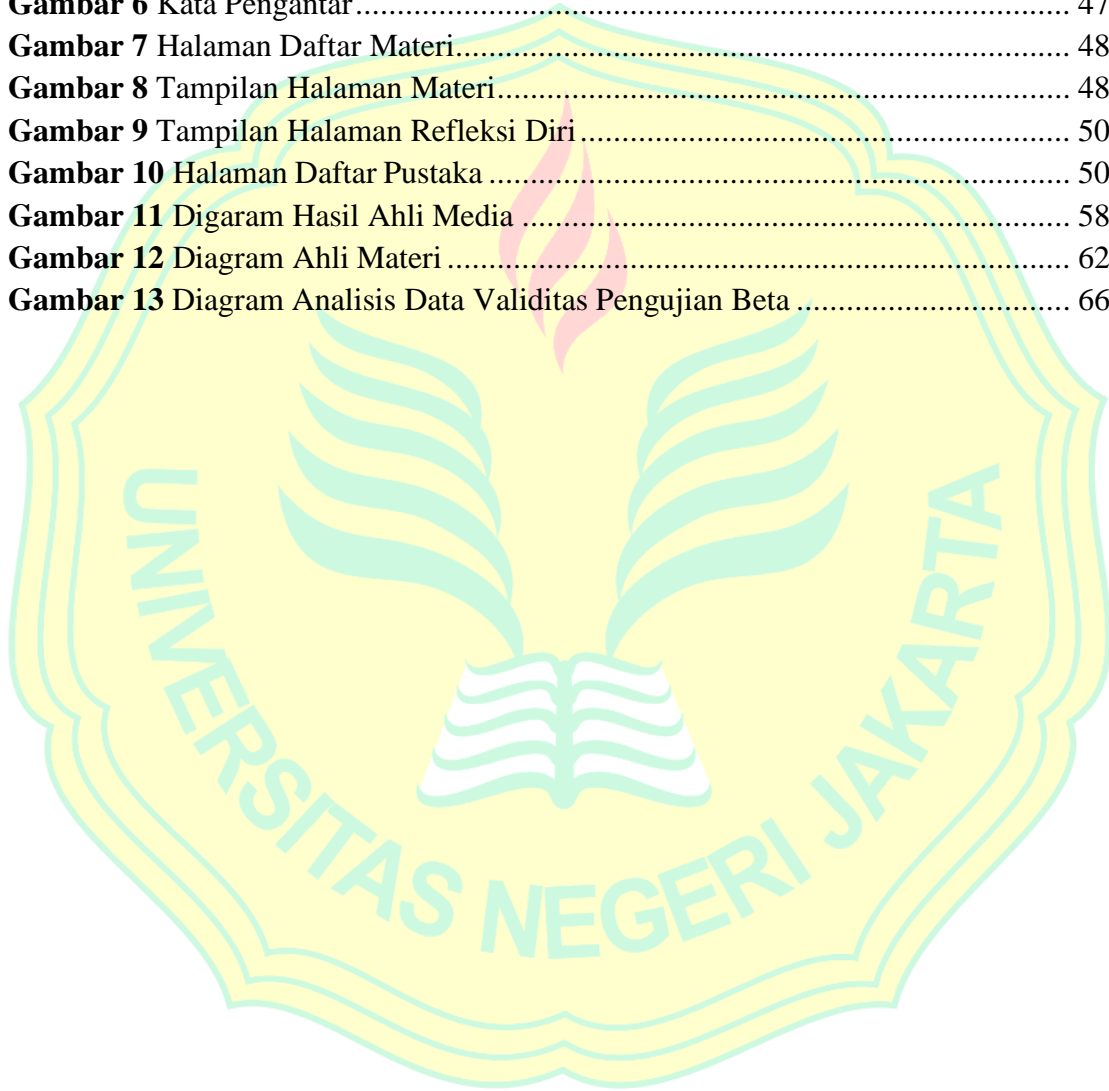 Gambar 6 Kata Pengantar........................................................................................ 47
Gambar 7 Halaman Daftar Materi........................................................................... 48
Gambar 8 Tampilan Halaman Materi...................................................................... 48
Gambar 9 Tampilan Halaman Refleksi Diri............................................................ 50
Gambar 10 Halaman Daftar Pustaka....................................................................... 50
Gambar 11 Digaram Hasil Ahli Media................................................................... 58
Gambar 12 Diagram Ahli Materi............................................................................ 62
Gambar 13 Diagram Analisis Data Validitas Pengujian Beta................................. 66
UNIVERSITAS NEGERI JAKARTA